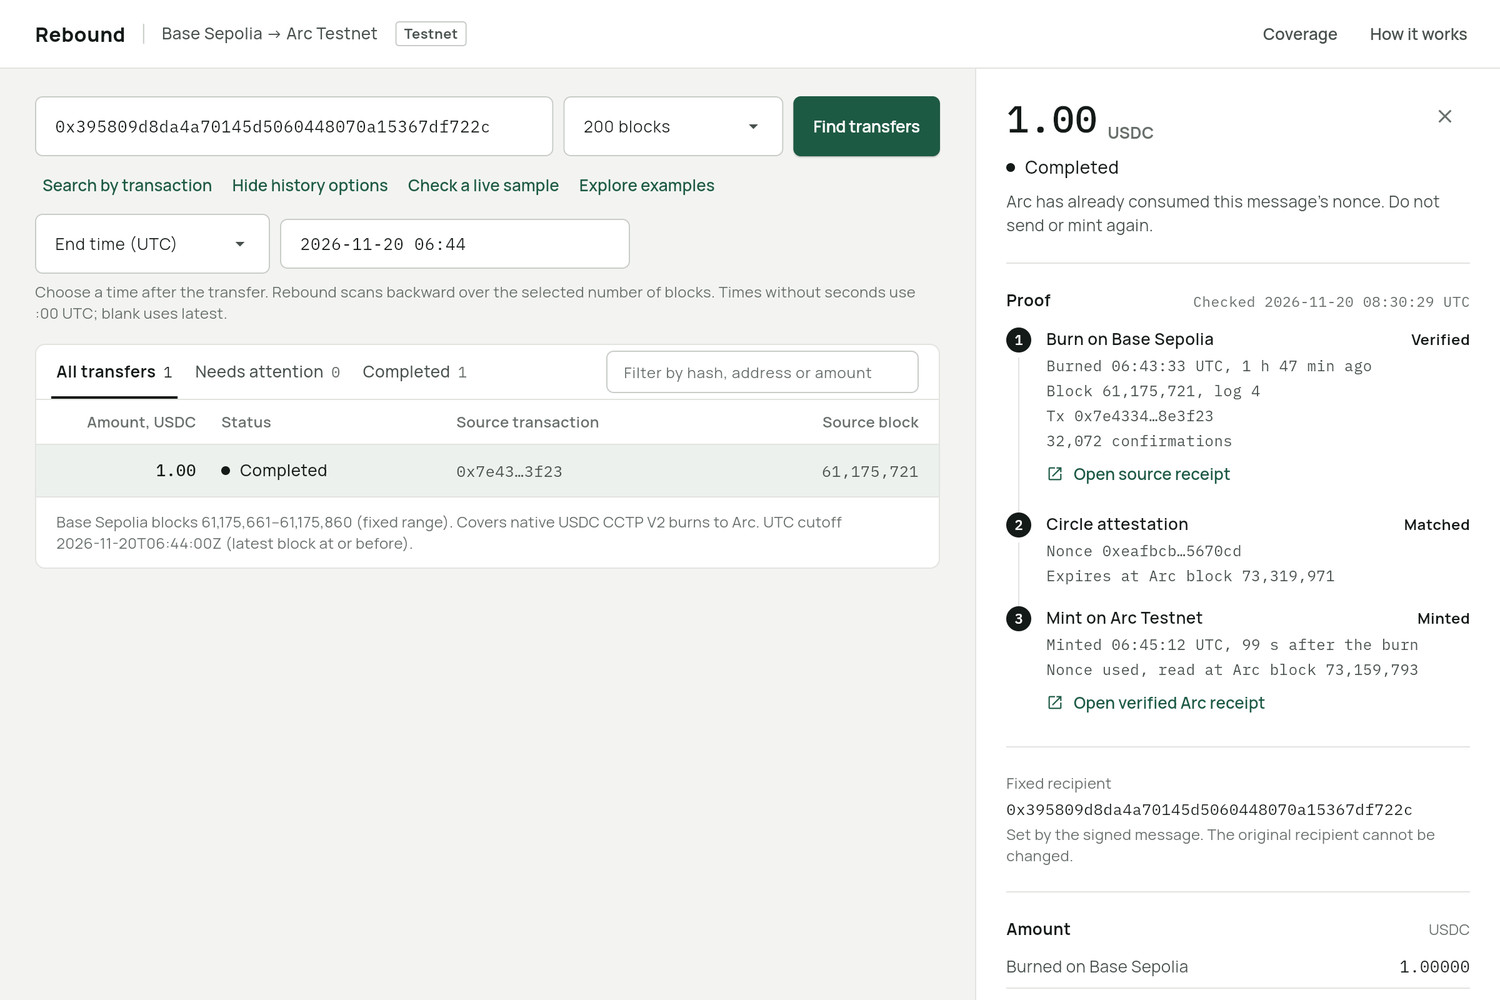 Rebound
Base Sepolia → Arc Testnet
Testnet
Coverage
How it works
0x395809d8da4a70145d5060448070a15367df722c
200 blocks
Find transfers
Search by transaction
Hide history options
Check a live sample
Explore examples
End time (UTC)
2026-11-20 06:44
Choose a time after the transfer. Rebound scans backward over the selected number of blocks. Times without seconds use
:00 UTC; blank uses latest.
All transfers 1
Needs attention 0
Completed 1
Filter by hash, address or amount
Amount, USDC
Status
Source transaction
Source block
1.00
Completed
0x7e43…3f23
61,175,721
Base Sepolia blocks 61,175,661–61,175,860 (fixed range). Covers native USDC CCTP V2 burns to Arc. UTC cutoff
2026-11-20T06:44:00Z (latest block at or before).
1.00 USDC
Completed
Arc has already consumed this message’s nonce. Do not
send or mint again.
Proof
Checked 2026-11-20 08:30:29 UTC
1
Burn on Base Sepolia
Verified
Burned 06:43:33 UTC, 1 h 47 min ago
Block 61,175,721, log 4
Tx 0x7e4334…8e3f23
32,072 confirmations
Open source receipt
2
Circle attestation
Matched
Nonce 0xeafbcb…5670cd
Expires at Arc block 73,319,971
3
Mint on Arc Testnet
Minted
Minted 06:45:12 UTC, 99 s after the burn
Nonce used, read at Arc block 73,159,793
Open verified Arc receipt
Fixed recipient
0x395809d8da4a70145d5060448070a15367df722c
Set by the signed message. The original recipient cannot be
changed.
Amount
USDC
Burned on Base Sepolia
1.00000